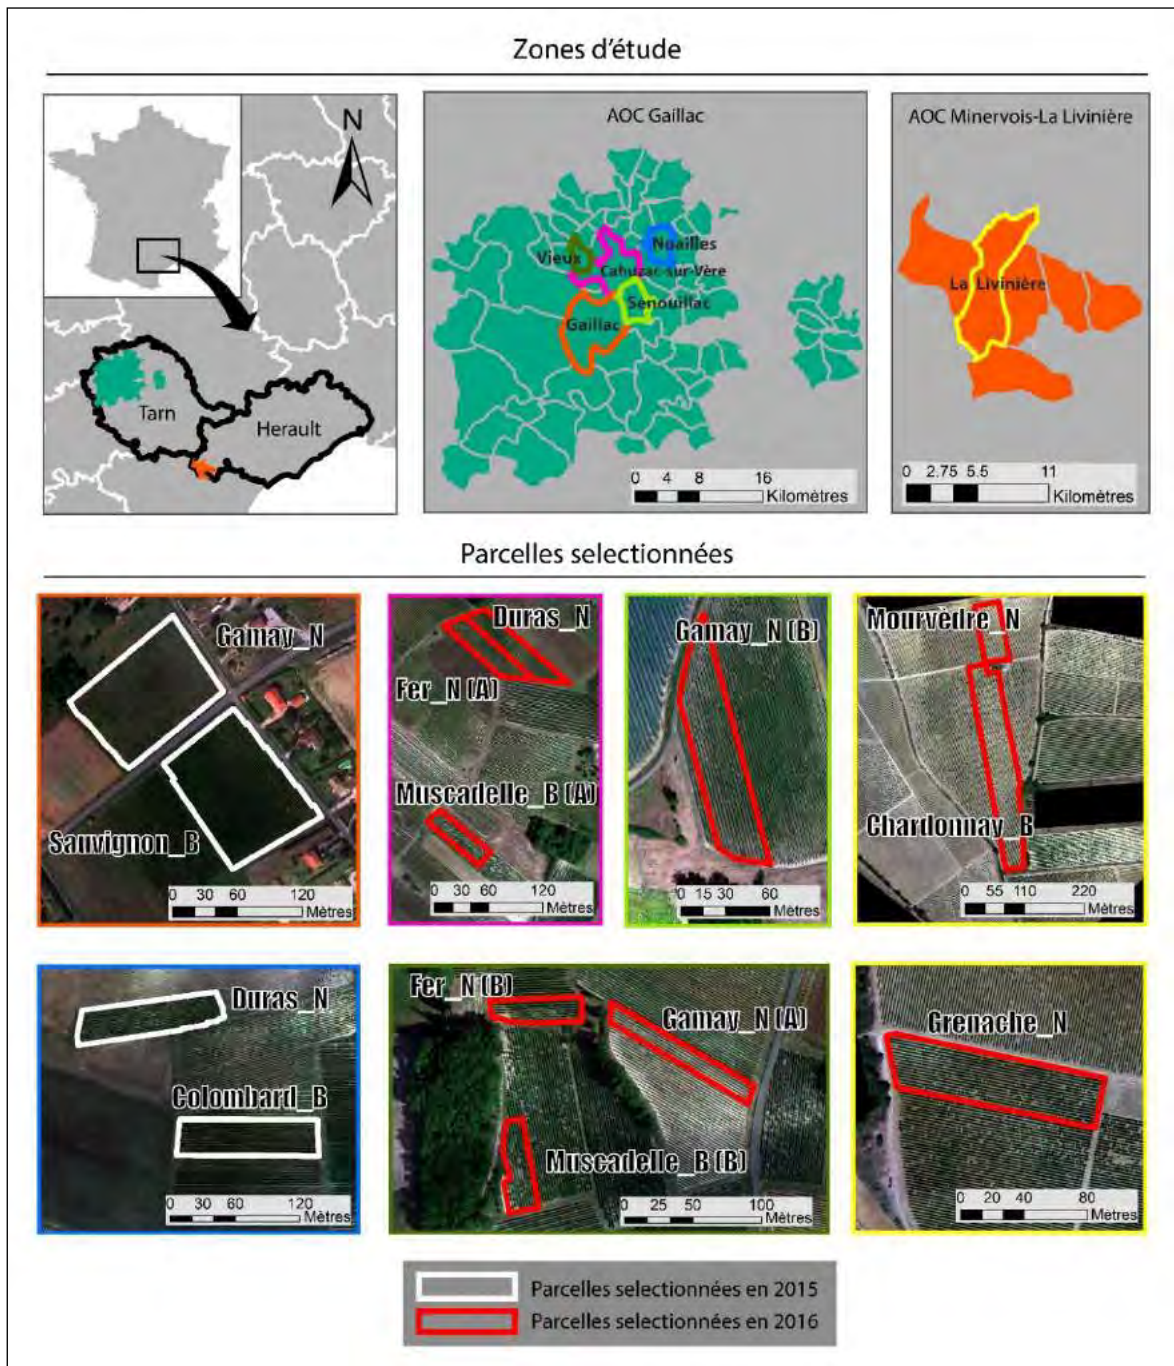 Zones d'étude
N
Tarn
Herault
AOC Gaillac
Vieux
Noailles
Cahuzac-sur-Vère
Senouillac
Gaillac
0 4 8 16
Kilomètres
AOC Minervois-La Livinière
La Livinière
0 2.75 5.5 11
Kilomètres
Parcelles selectionnées
Gamay_N
Sauvignon_B
0 30 60 120
Mètres
Duras_N
Fer_N (A)
Muscadelle_B (A)
0 30 60 120
Mètres
Gamay_N (B)
0 15 30 60
Mètres
Mourvèdre_N
Chardonnay_B
0 55 110 220
Mètres
Duras_N
Colombard_B
0 30 60 120
Mètres
Fer_N (B)
Gamay_N (A)
Muscadelle_B (B)
0 25 50 100
Mètres
Grenache_N
0 20 40 80
Mètres
Parcelles selectionnées en 2015
Parcelles selectionnées en 2016